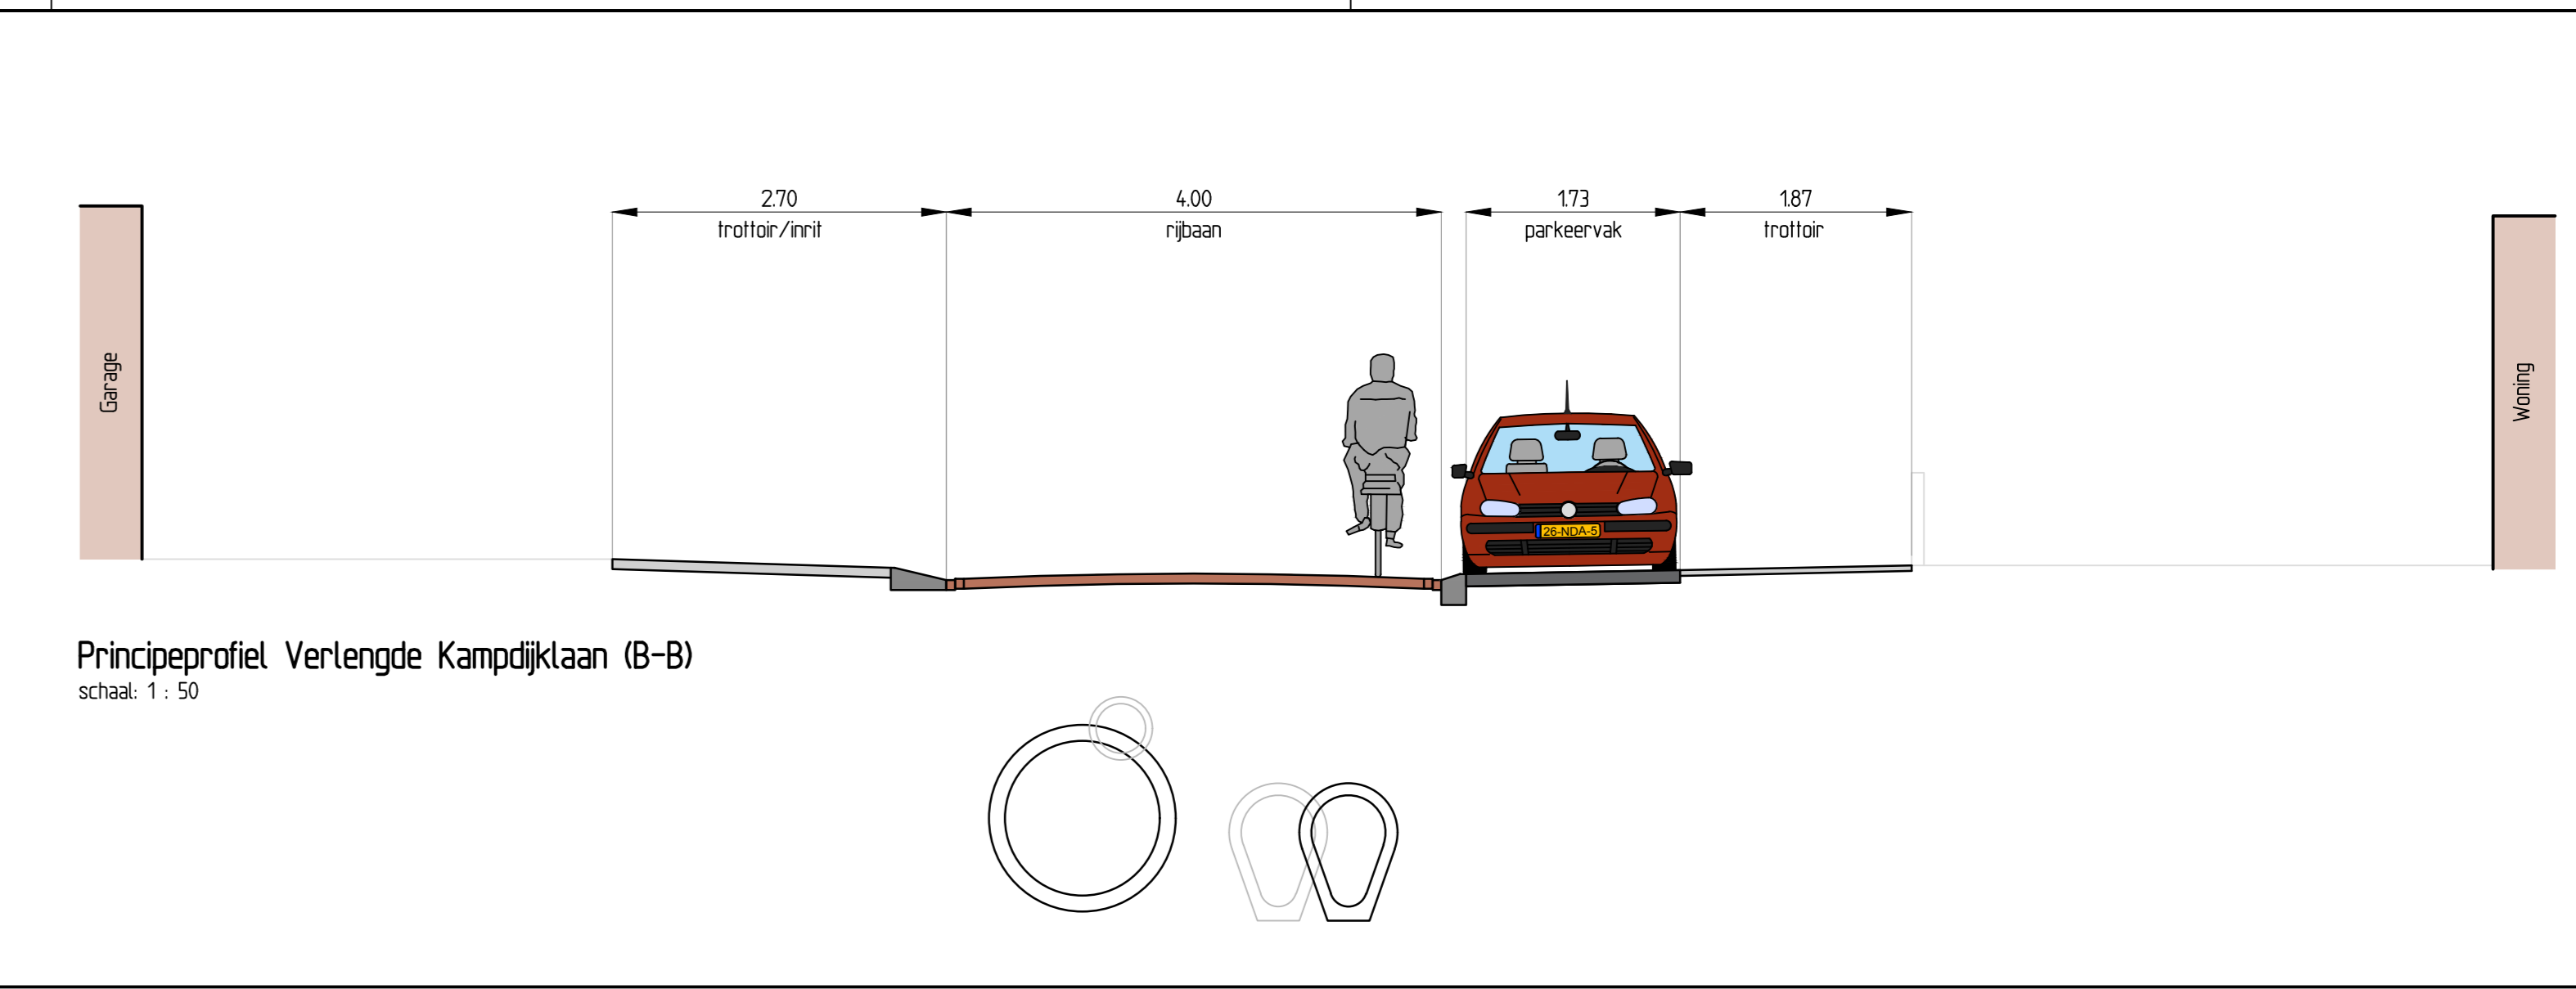 2.70
4.00
1.73
1.87
trottoir/inrit
rijbaan
parkeervak
trottoir
Garage
Woning
26-NDA-5
Principeprofiel Verlengde Kampdijklaan (B-B)
schaal: 1 : 50